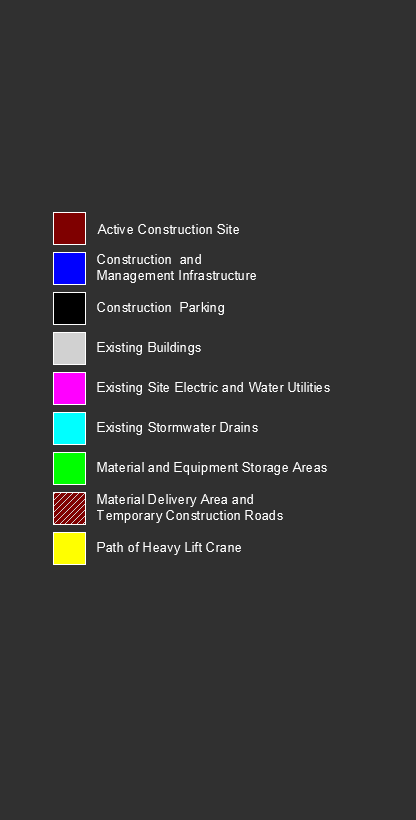 Active Construction Site
Construction and
Management Infrastructure
Construction Parking
Existing Buildings
Existing Site Electric and Water Utilities
Existing Stormwater Drains
Material and Equipment Storage Areas
Material Delivery Area and
Temporary Construction Roads
Path of Heavy Lift Crane